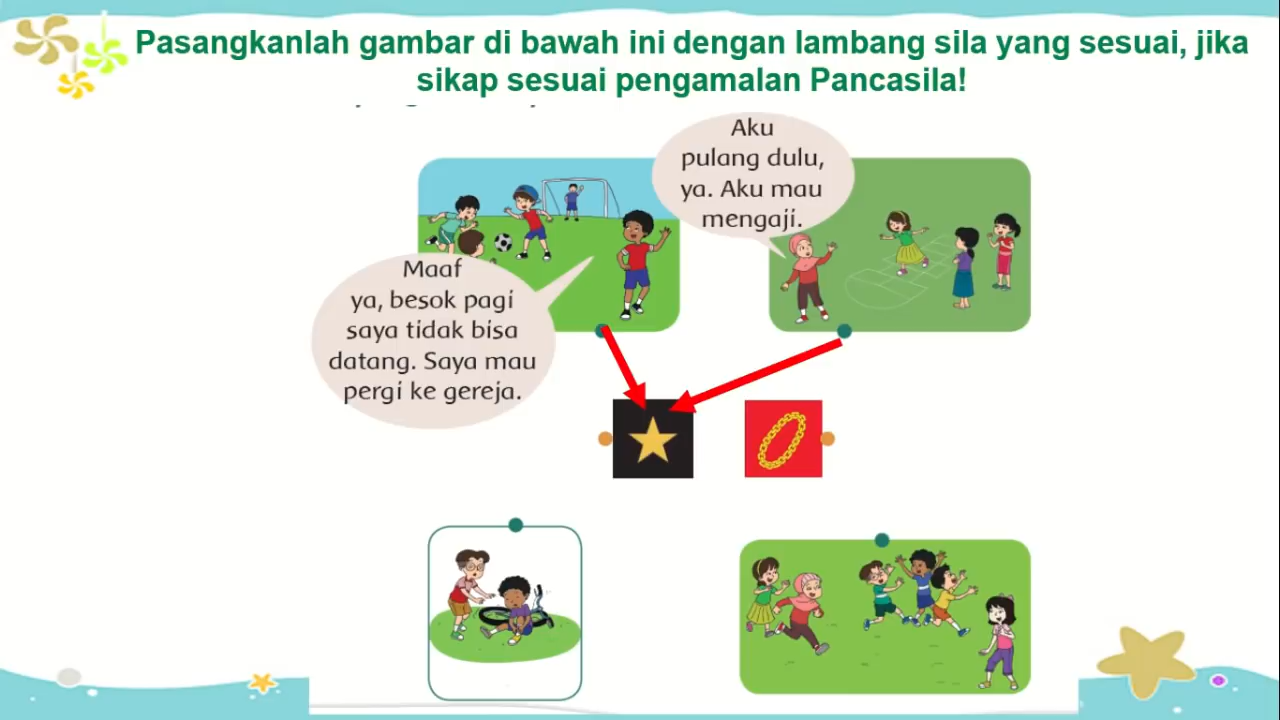 Pasangkanlah gambar di bawah ini dengan lambang sila yang sesuai, jika
sikap sesuai pengamalan Pancasila!
Aku
pulang dulu,
ya. Aku mau
mengaji.
Maaf
ya, besok pagi
saya tidak bisa
datang. Saya mau
pergi ke gereja.